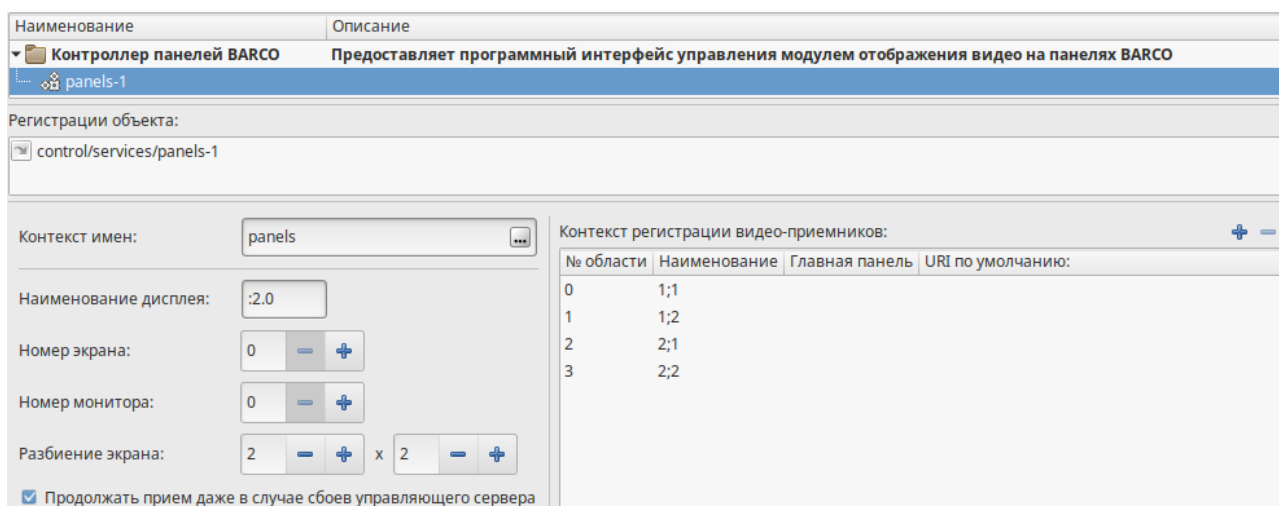 Наименование Описание
Контроллер панелей BARCO Предоставляет программный интерфейс управления модулем отображения видео на панелях BARCO
panels-1
Регистрации объекта:
control/services/panels-1
Контекст имен: panels ...
Наименование дисплея: :2.0
Номер экрана: 0
Номер монитора: 0
Разбиение экрана: 2 x 2
Продолжать прием даже в случае сбоев управляющего сервера
Контекст регистрации видео-приемников:
№ области Наименование Главная панель URI по умолчанию:
0 1;1
1 1;2
2 2;1
3 2;2